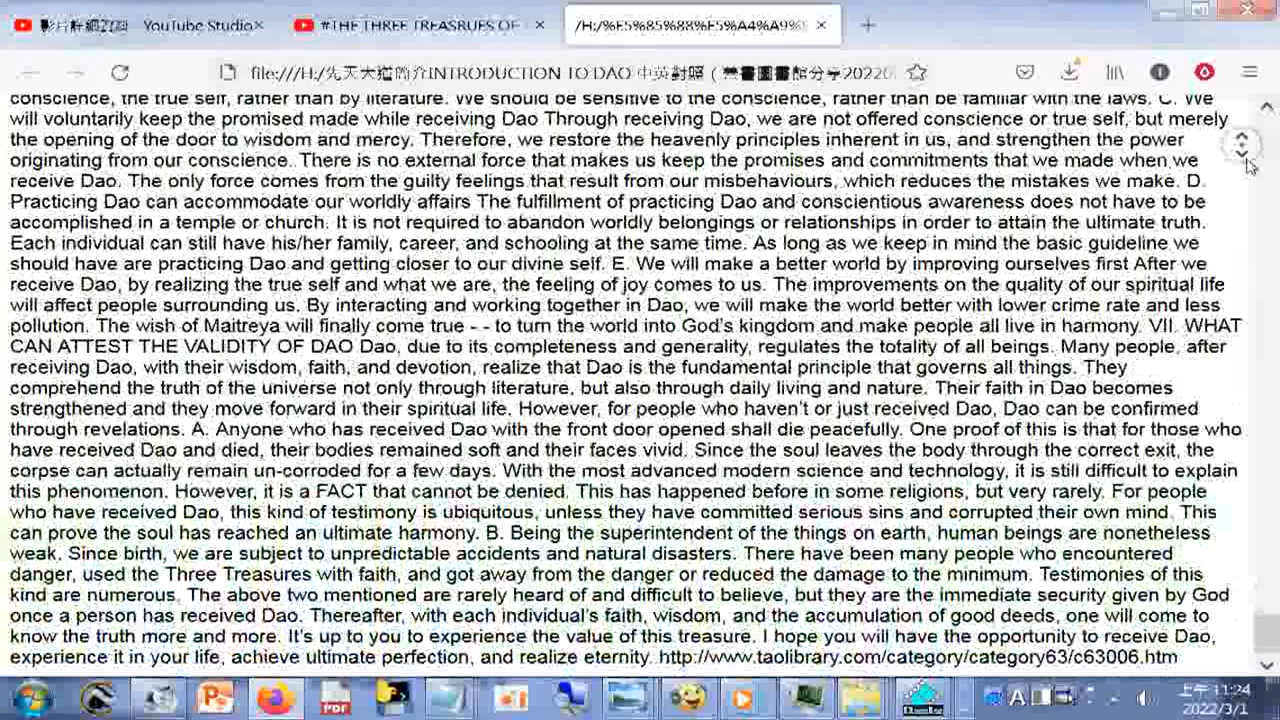 影片詳細資訊 - YouTube Studio
#THE THREE TREASRUES OF
/H:/%E5%85%88%E5%A4%A9%
file:///H:/先天大道簡介INTRODUCTION TO DAO 中英對照（善書圖書館分享2022
conscience, the true self, rather than by literature. We should be sensitive to the conscience, rather than be familiar with the laws. C. We
will voluntarily keep the promised made while receiving Dao Through receiving Dao, we are not offered conscience or true self, but merely
the opening of the door to wisdom and mercy. Therefore, we restore the heavenly principles inherent in us, and strengthen the power
originating from our conscience. There is no external force that makes us keep the promises and commitments that we made when we
receive Dao. The only force comes from the guilty feelings that result from our misbehaviours, which reduces the mistakes we make. D.
Practicing Dao can accommodate our worldly affairs The fulfillment of practicing Dao and conscientious awareness does not have to be
accomplished in a temple or church. It is not required to abandon worldly belongings or relationships in order to attain the ultimate truth.
Each individual can still have his/her family, career, and schooling at the same time. As long as we keep in mind the basic guideline we
should have are practicing Dao and getting closer to our divine self. E. We will make a better world by improving ourselves first After we
receive Dao, by realizing the true self and what we are, the feeling of joy comes to us. The improvements on the quality of our spiritual life
will affect people surrounding us. By interacting and working together in Dao, we will make the world better with lower crime rate and less
pollution. The wish of Maitreya will finally come true - - to turn the world into God's kingdom and make people all live in harmony. VII. WHAT
CAN ATTEST THE VALIDITY OF DAO Dao, due to its completeness and generality, regulates the totality of all beings. Many people, after
receiving Dao, with their wisdom, faith, and devotion, realize that Dao is the fundamental principle that governs all things. They
comprehend the truth of the universe not only through literature, but also through daily living and nature. Their faith in Dao becomes
strengthened and they move forward in their spiritual life. However, for people who haven't or just received Dao, Dao can be confirmed
through revelations. A. Anyone who has received Dao with the front door opened shall die peacefully. One proof of this is that for those who
have received Dao and died, their bodies remained soft and their faces vivid. Since the soul leaves the body through the correct exit, the
corpse can actually remain un-corroded for a few days. With the most advanced modern science and technology, it is still difficult to explain
this phenomenon. However, it is a FACT that cannot be denied. This has happened before in some religions, but very rarely. For people
who have received Dao, this kind of testimony is ubiquitous, unless they have committed serious sins and corrupted their own mind. This
can prove the soul has reached an ultimate harmony. B. Being the superintendent of the things on earth, human beings are nonetheless
weak. Since birth, we are subject to unpredictable accidents and natural disasters. There have been many people who encountered
danger, used the Three Treasures with faith, and got away from the danger or reduced the damage to the minimum. Testimonies of this
kind are numerous. The above two mentioned are rarely heard of and difficult to believe, but they are the immediate security given by God
once a person has received Dao. Thereafter, with each individual's faith, wisdom, and the accumulation of good deeds, one will come to
know the truth more and more. It's up to you to experience the value of this treasure. I hope you will have the opportunity to receive Dao,
experience it in your life, achieve ultimate perfection, and realize eternity. http://www.taolibrary.com/category/category63/c63006.htm
PDF
A
上午 11:24
2022/3/1